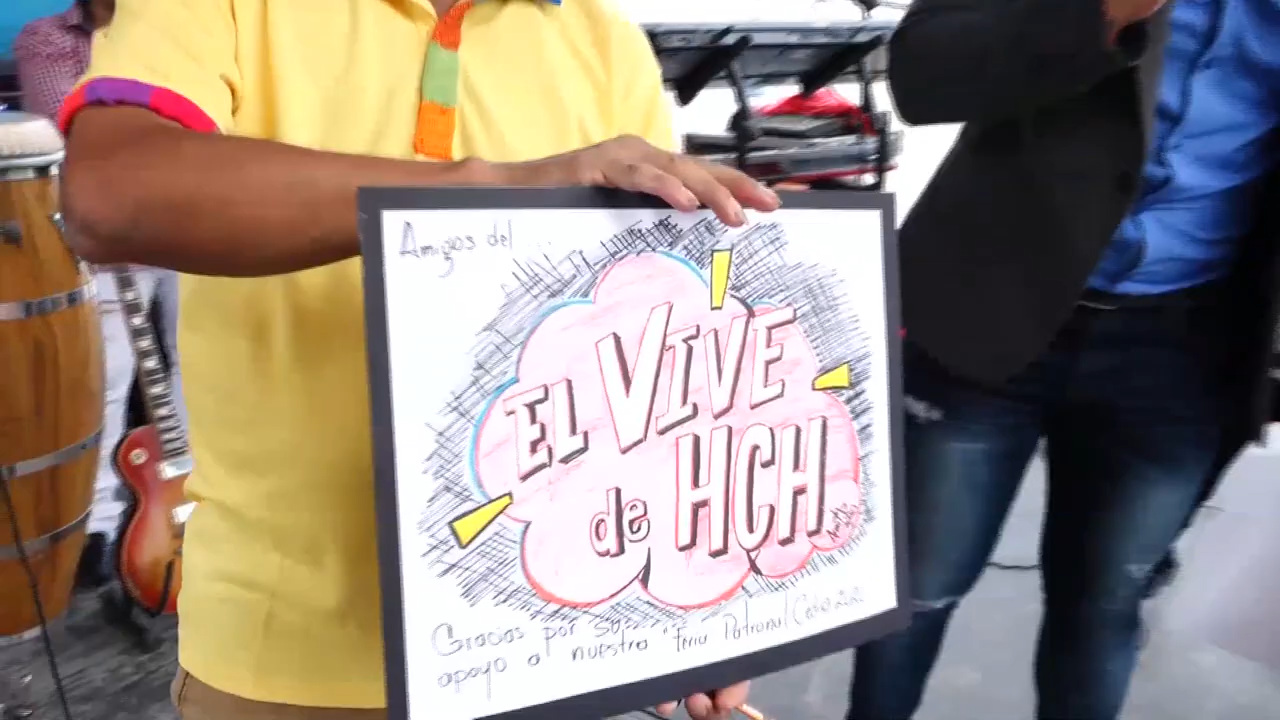 Amigos del
EL VIVE
de HCH
Gracias por su
apoyo a nuestra "Feria Patronal